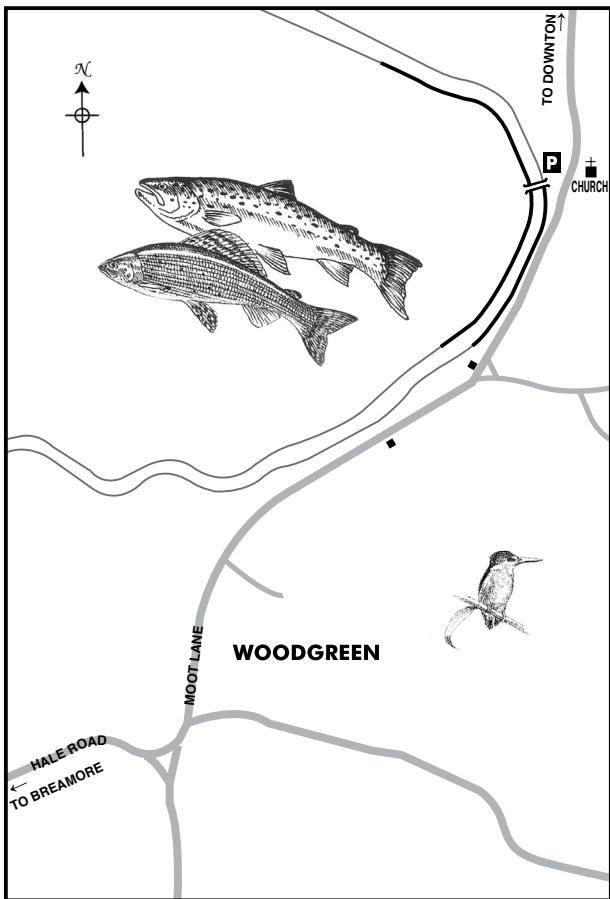 N
TO DOWNTON →
P
CHURCH
WOODGREEN
MOOT LANE
HALE ROAD
← TO BREAMORE